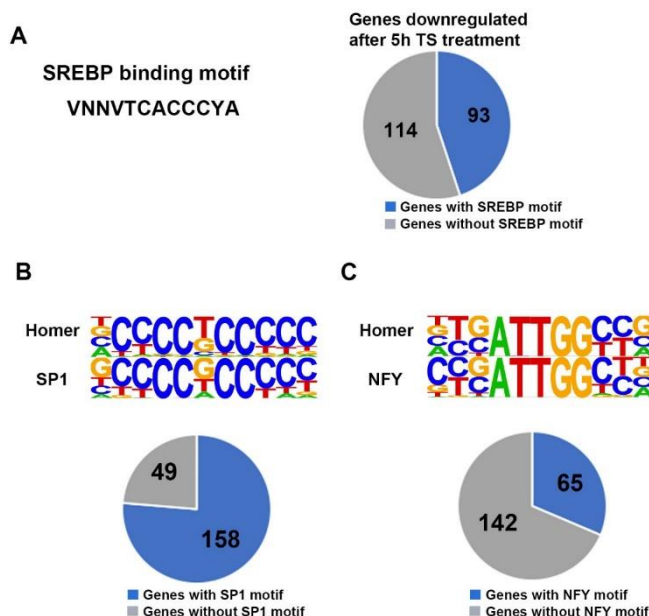 A
Genes downregulated
after 5h TS treatment
SREBP binding motif
VNNVTCACCCYA
114
93
Genes with SREBP motif
Genes without SREBP motif
B
Homer
SP1
49
158
Genes with SP1 motif
Genes without SP1 motif
C
Homer
NFY
65
142
Genes with NFY motif
Genes without NFY motif